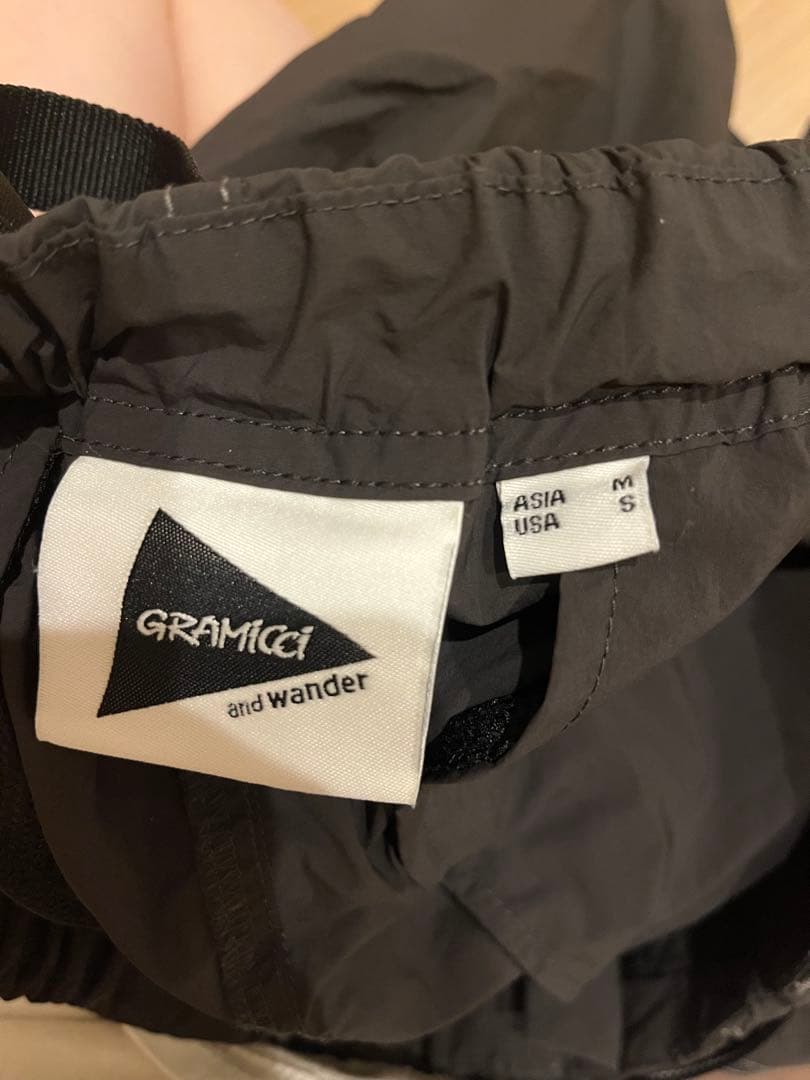 GRAMICCI
and wander
ASIA M
USA S